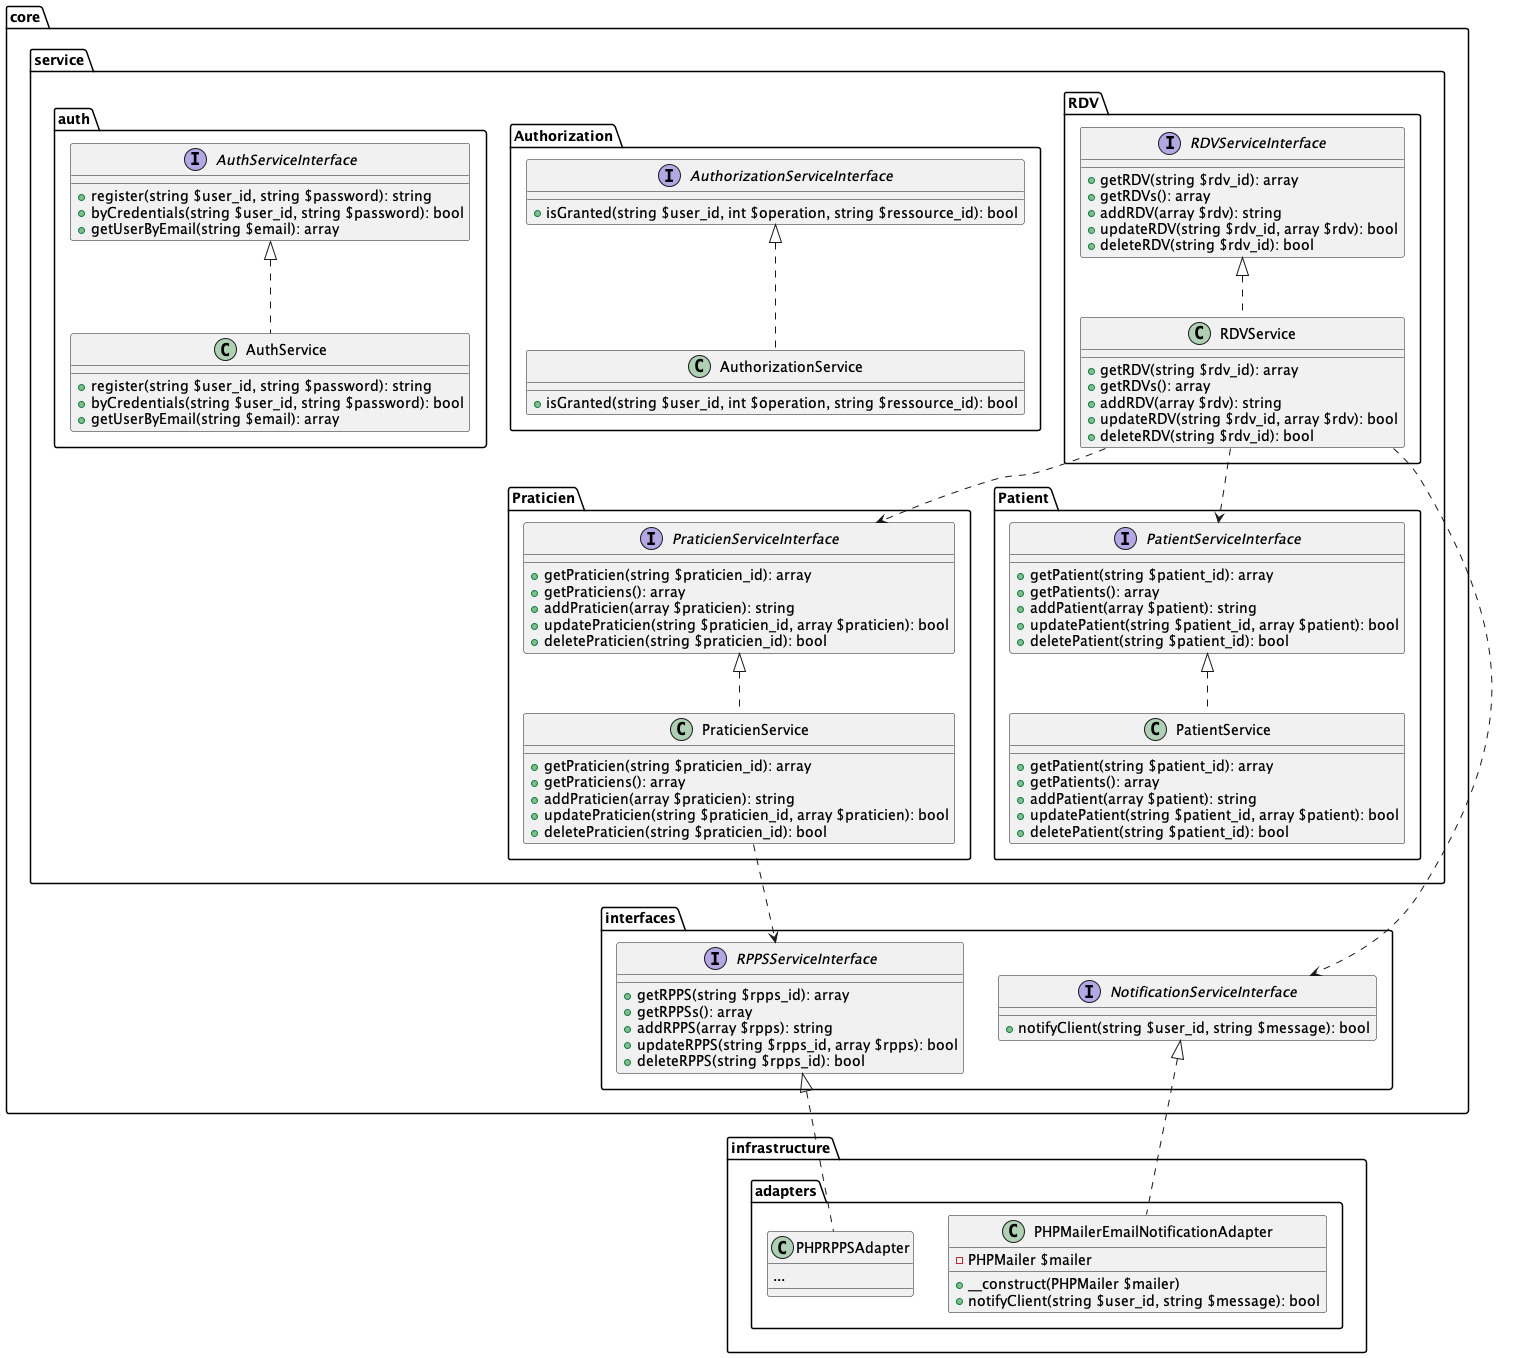 core
service
auth
AuthServiceInterface
register(string $user_id, string $password): string
byCredentials(string $user_id, string $password): bool
getUserByEmail(string $email): array
AuthService
register(string $user_id, string $password): string
byCredentials(string $user_id, string $password): bool
getUserByEmail(string $email): array
Authorization
AuthorizationServiceInterface
isGranted(string $user_id, int $operation, string $ressource_id): bool
AuthorizationService
isGranted(string $user_id, int $operation, string $ressource_id): bool
RDV
RDVServiceInterface
getRDV(string $rdv_id): array
getRDVs(): array
addRDV(array $rdv): string
updateRDV(string $rdv_id, array $rdv): bool
deleteRDV(string $rdv_id): bool
RDVService
getRDV(string $rdv_id): array
getRDVs(): array
addRDV(array $rdv): string
updateRDV(string $rdv_id, array $rdv): bool
deleteRDV(string $rdv_id): bool
Praticien
PraticienServiceInterface
getPraticien(string $praticien_id): array
getPraticiens(): array
addPraticien(array $praticien): string
updatePraticien(string $praticien_id, array $praticien): bool
deletePraticien(string $praticien_id): bool
PraticienService
getPraticien(string $praticien_id): array
getPraticiens(): array
addPraticien(array $praticien): string
updatePraticien(string $praticien_id, array $praticien): bool
deletePraticien(string $praticien_id): bool
Patient
PatientServiceInterface
getPatient(string $patient_id): array
getPatients(): array
addPatient(array $patient): string
updatePatient(string $patient_id, array $patient): bool
deletePatient(string $patient_id): bool
PatientService
getPatient(string $patient_id): array
getPatients(): array
addPatient(array $patient): string
updatePatient(string $patient_id, array $patient): bool
deletePatient(string $patient_id): bool
interfaces
RPPSServiceInterface
getRPPS(string $rpps_id): array
getRPPSs(): array
addRPPS(array $rpps): string
updateRPPS(string $rpps_id, array $rpps): bool
deleteRPPS(string $rpps_id): bool
NotificationServiceInterface
notifyClient(string $user_id, string $message): bool
infrastructure
adapters
PHPRPPSAdapter
...
PHPMailerEmailNotificationAdapter
PHPMailer $mailer
__construct(PHPMailer $mailer)
notifyClient(string $user_id, string $message): bool